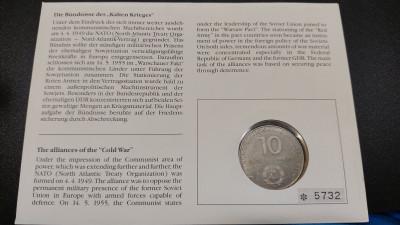 Die Bündnisse des „Kalten Krieges"
Unter dem Eindruck des sich immer weiter ausdeh-
nenden kommunistischen Machtbereiches wurde
am 4. 4. 1949 die NATO (North Atlantic Treaty Orga-
nization = Nord-Atlantik-Vertrag) gegründet. Das
Bündnis sollte der ständigen militärischen Präsenz
der ehemaligen Sowjetunion verteidigungsfähige
Streitkräfte in Europa entgegensetzen. Daraufhin
schlossen sich am 14. 5. 1955 im „Warschauer Pakt"
die kommunistischen Länder unter Führung der
Sowjetunion zusammen. Die Stationierung der
Roten Armee in den Vertragsstaaten wurde bald zu
einem außenpolitischen Machtinstrument der
Sowjets. Besonders in der Bundesrepublik und der
ehemaligen DDR konzentrierten sich auf beiden Sei-
ten gewaltige Mengen an Kriegsmaterial. Die Haupt-
aufgabe der Bündnisse beruhte auf der Friedens-
sicherung durch Abschreckung.
The alliances of the "Cold War"
Under the impression of the Communist area of
power, which was extending further and further, the
NATO (North Atlantic Treaty Organization) was
formed on 4. 4. 1949. The alliance was to oppose the
permanent military presence of the former Soviet
Union in Europe with armed forces capable of
defence. On 14. 5. 1955, the Communist states
under the leadership of the Soviet Union joined to
form the "Warsaw Pact". The stationing of the "Red
Army" in the pact countries soon became an instru-
ment of power in the foreign policy of the Soviets.
On both sides, tremendous amounts of war material
were concentrated especially in the Federal
Republic of Germany and the former GDR. The main
task of the alliances was based on securing peace
through deterrence.
10
5732